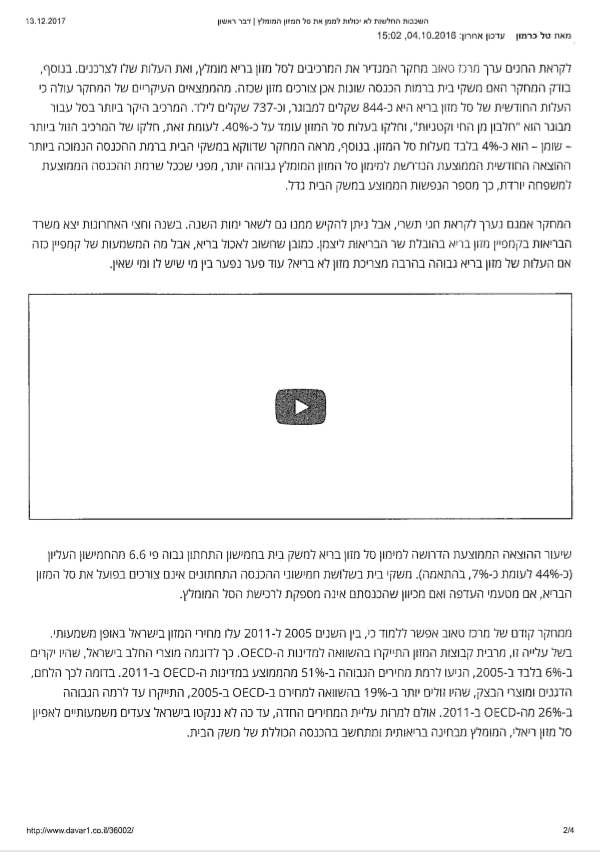 13.12.2017
השכבות החלשות לא יכולות לממן את סל המזון המומלץ | דבר ראשון
מאת טל כרמון עדכון אחרון: 04.10.2016, 15:02
לקראת החגים ערך מרכז טאוב מחקר המגדיר את המרכיבים לסל מזון בריא מומלץ, ואת העלות שלו לצרכנים. בנוסף,
בודק המחקר האם משקי בית ברמות הכנסה שונות אכן צורכים מזון שכזה. מהממצאים העיקריים של המחקר עולה כי
העלות החודשית של סל מזון בריא היא כ-844 שקלים למבוגר, וכ-737 שקלים לילד. המרכיב היקר ביותר בסל עבור
מבוגר הוא "חלבון מן החי וקטניות", וחלקו בעלות סל המזון עומד על כ-40%. לעומת זאת, חלקו של המרכיב הזול ביותר
– שומן – הוא כ-4% בלבד מעלות סל המזון. בנוסף, מראה המחקר שדווקא במשקי הבית ברמת ההכנסה הנמוכה ביותר
ההוצאה החודשית הממוצעת הנדרשת למימון סל המזון המומלץ גבוהה יותר, מפני שככל שרמת ההכנסה הממוצעת
למשפחה יורדת, כך מספר הנפשות הממוצע במשק הבית גדל.
המחקר אמנם נערך לקראת חגי תשרי, אבל ניתן להקיש ממנו גם לשאר ימות השנה. בשנה וחצי האחרונות יצא משרד
הבריאות בקמפיין מזון בריא בהובלת שר הבריאות ליצמן. כמובן שחשוב לאכול בריא, אבל מה המשמעות של קמפיין כזה
אם העלות של מזון בריא גבוהה בהרבה מצריכת מזון לא בריא? עוד פער נפער בין מי שיש לו ומי שאין.
שיעור ההוצאה הממוצעת הדרושה למימון סל מזון בריא למשק בית בחמישון התחתון גבוה פי 6.6 מהחמישון העליון
(כ-44% לעומת כ-7%, בהתאמה). משקי בית בשלושת חמישוני ההכנסה התחתונים אינם צורכים בפועל את סל המזון
הבריא, אם מטעמי העדפה ואם מכיוון שהכנסתם אינה מספקת לרכישת הסל המומלץ.
ממחקר קודם של מרכז טאוב אפשר ללמוד כי, בין השנים 2005 ל-2011 עלו מחירי המזון בישראל באופן משמעותי.
בשל עלייה זו, מרבית קבוצות המזון התייקרו בהשוואה למדינות ה-OECD. כך לדוגמה מוצרי החלב בישראל, שהיו יקרים
ב-6% בלבד ב-2005, הגיעו לרמת מחירים הגבוהה ב-51% מהממוצע במדינות ה-OECD ב-2011. בדומה לכך הלחם,
הדגנים ומוצרי הבצק, שהיו זולים יותר ב-19% בהשוואה למחירם ב-OECD ב-2005, התייקרו עד לרמה הגבוהה
ב-26% מה-OECD ב-2011. אולם למרות עליית המחירים החדה, עד כה לא ננקטו בישראל צעדים משמעותיים לאפיון
סל מזון ריאלי, המומלץ מבחינה בריאותית ומתחשב בהכנסה הכוללת של משק הבית.
http://www.davar1.co.il/36002/
2/4